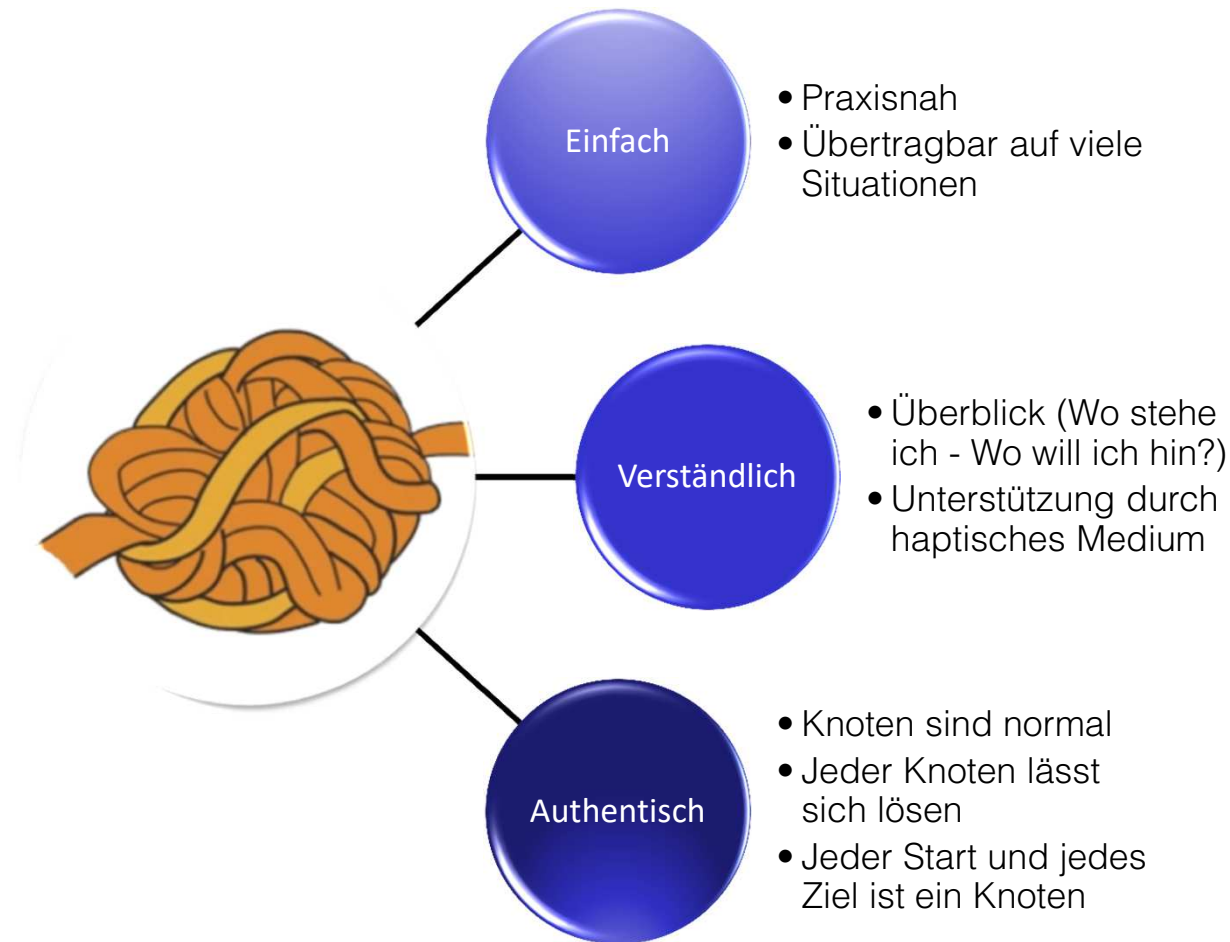 Einfach
• Praxisnah
• Übertragbar auf viele
Situationen
Verständlich
• Überblick (Wo stehe
ich - Wo will ich hin?)
• Unterstützung durch
haptisches Medium
Authentisch
• Knoten sind normal
• Jeder Knoten lässt
sich lösen
• Jeder Start und jedes
Ziel ist ein Knoten